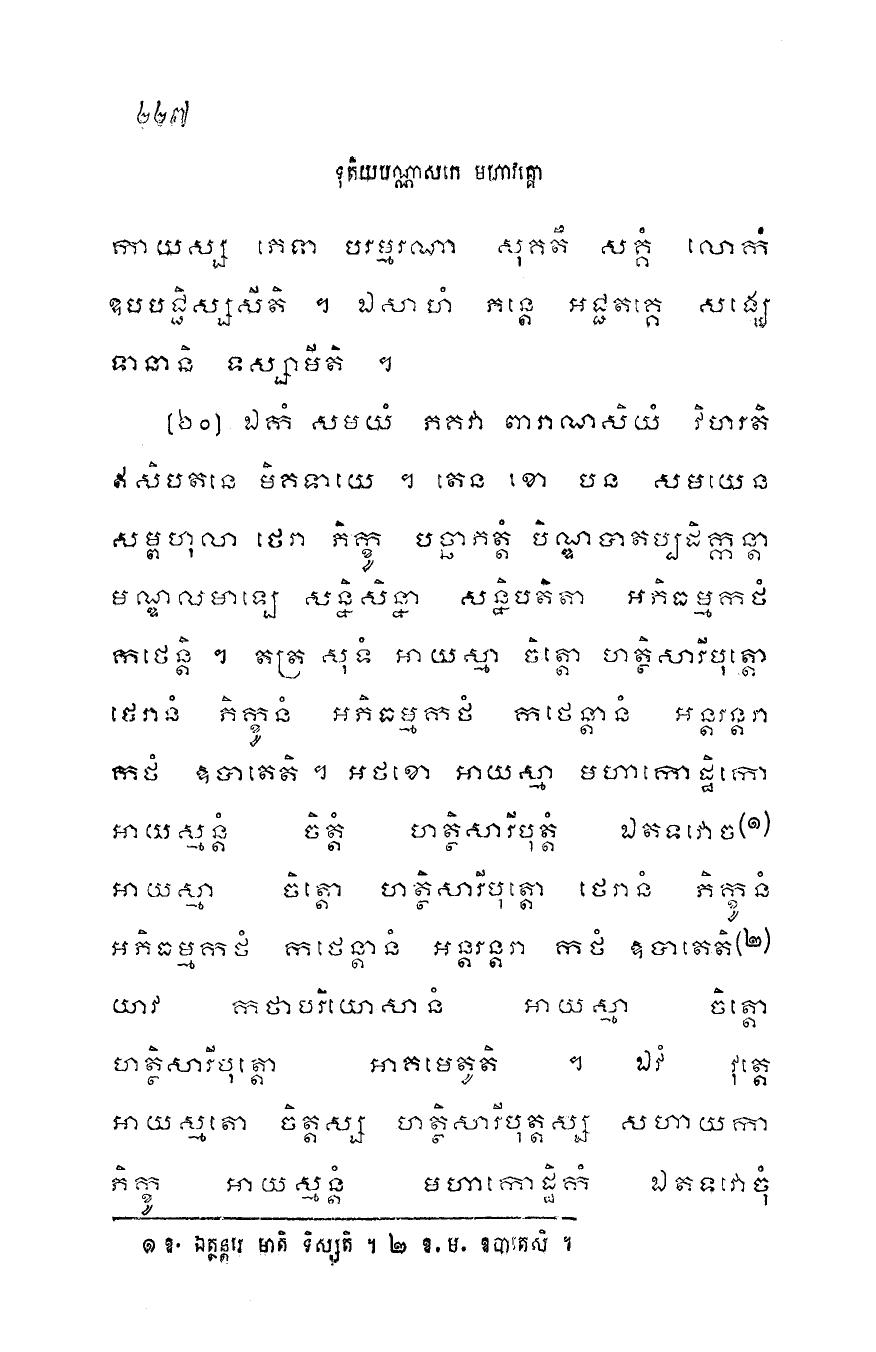 ២២៧
ទុតិយបណ្ណាសកេ មហាវគ្គោ
កាយស្ស ភេទា បរម្មរណា សុគតឹ សគ្គំ លោកំ
ឧបបជ្ជិស្សសីតិ ។ ឯសាហំ ភន្តេ អជ្ជតគ្គេ សង្ឃេ
ទានានិ ទស្សាមីតិ ។
[៦០] ឯកំ សមយំ ភគវា ពារាណសិយំ វិហរតិ
ឥសិបតនេ មិគទាយេ ។ តេន ខោ បន សមយេន
សម្ពហុលា ថេរា ភិក្ខូ បច្ឆាភត្តំ បិណ្ឌបាតប្បដិក្កន្តា
មណ្ឌលមាឡេ សន្និសិន្នា សន្និបតិតា អភិធម្មកថំ
កថេន្តិ ។ តត្រ សុទំ អាយស្មា ចិត្តោ ហត្ថិសារីបុត្តោ
ថេរានំ ភិក្ខូនំ អភិធម្មកថំ កថេន្តានំ អន្តរន្តរា
កថំ ឧបាតេតិ ។ អថខោ អាយស្មា មហាកោដ្ឋិកោ
អាយស្មន្តំ ចិត្តំ ហត្ថិសារីបុត្តំ ឯតទវោច(១)
អាយស្មា ចិត្តោ ហត្ថិសារីបុត្តោ ថេរានំ ភិក្ខូនំ
អភិធម្មកថំ កថេន្តានំ អន្តរន្តរា កថំ ឧបាតេតិ(២)
យាវ កថាបរិយោសានំ អាយស្មា ចិត្តោ
ហត្ថិសារីបុត្តោ អាគមេតូតិ ។ ឯវំ វុត្តេ
អាយស្មតោ ចិត្តស្ស ហត្ថិសារីបុត្តស្ស សហាយកា
ភិក្ខូ អាយស្មន្តំ មហាកោដ្ឋិកំ ឯតទវោចុំ
១ ឱ. ឯត្ថន្តរេ មាតិ ទិស្សតិ ។ ២ ឱ. ម. ឧបាតេសិ ។